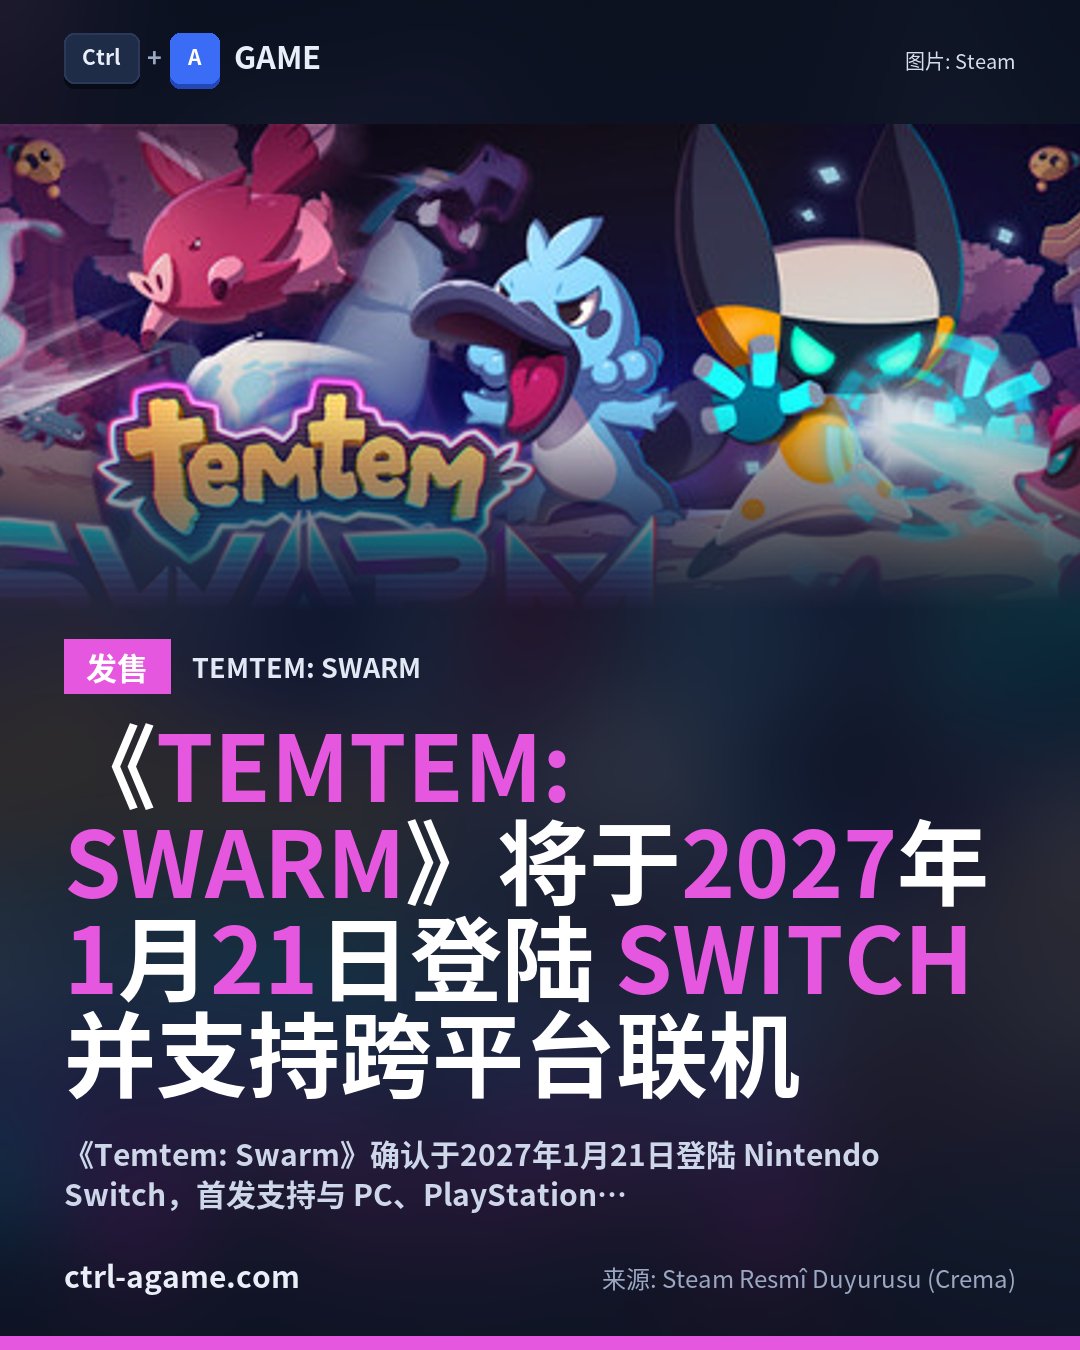 Ctrl + A GAME
图片: Steam
temtem
SWARM
发售 TEMTEM: SWARM
《TEMTEM:
SWARM》将于2027年
1月21日登陆 SWITCH
并支持跨平台联机
《Temtem: Swarm》确认于2027年1月21日登陆 Nintendo
Switch，首发支持与 PC、PlayStation…
ctrl-agame.com
来源: Steam Resmî Duyurusu (Crema)